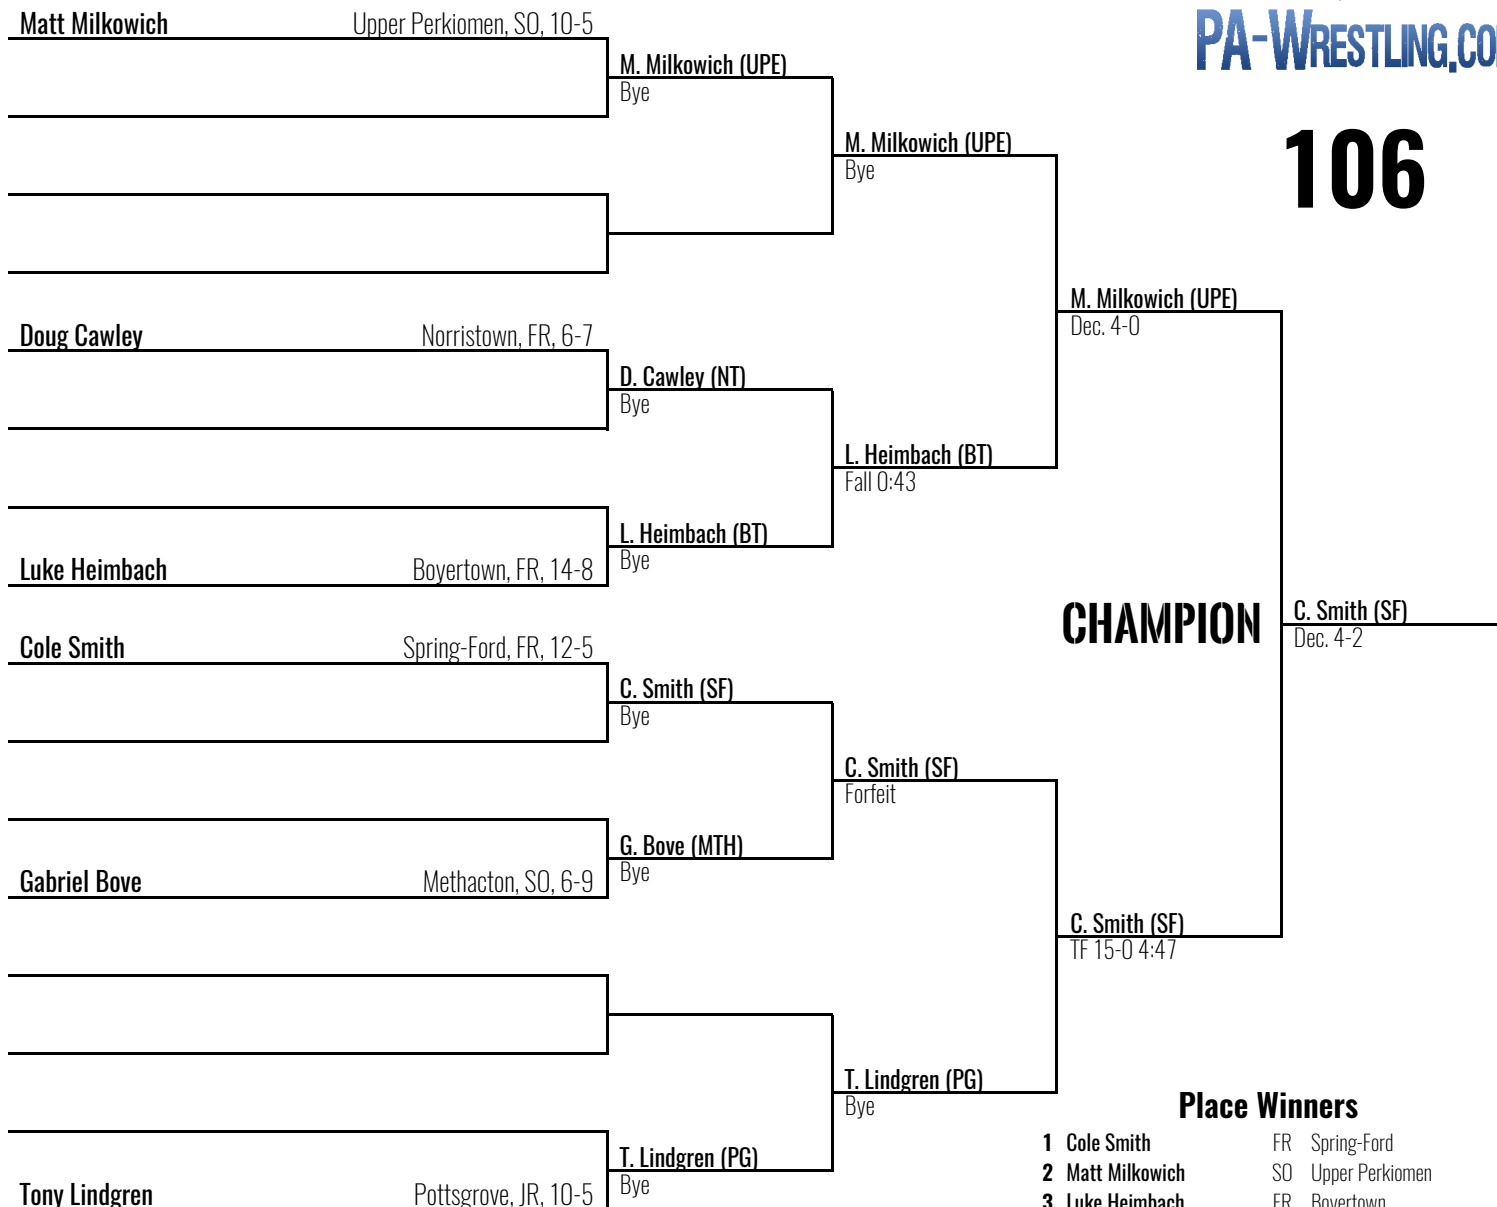 Matt Milkowich Upper Perkiomen, SO, 10-5
PA-WRESTLING.CO
M. Milkowich (UPE)
Bye
106
M. Milkowich (UPE)
Bye
M. Milkowich (UPE)
Dec. 4-0
Doug Cawley Norristown, FR, 6-7
D. Cawley (NT)
Bye
L. Heimbach (BT)
Fall 0:43
L. Heimbach (BT)
Bye
Luke Heimbach Boyertown, FR, 14-8
CHAMPION
C. Smith (SF)
Dec. 4-2
Cole Smith Spring-Ford, FR, 12-5
C. Smith (SF)
Bye
C. Smith (SF)
Forfeit
G. Bove (MTH)
Bye
Gabriel Bove Methacton, SO, 6-9
C. Smith (SF)
TF 15-0 4:47
T. Lindgren (PG)
Bye
T. Lindgren (PG)
Bye
Tony Lindgren Pottsgrove, JR, 10-5
Place Winners
1 Cole Smith FR Spring-Ford
2 Matt Milkowich SO Upper Perkiomen
3 Luke Heimbach FR Boyertown